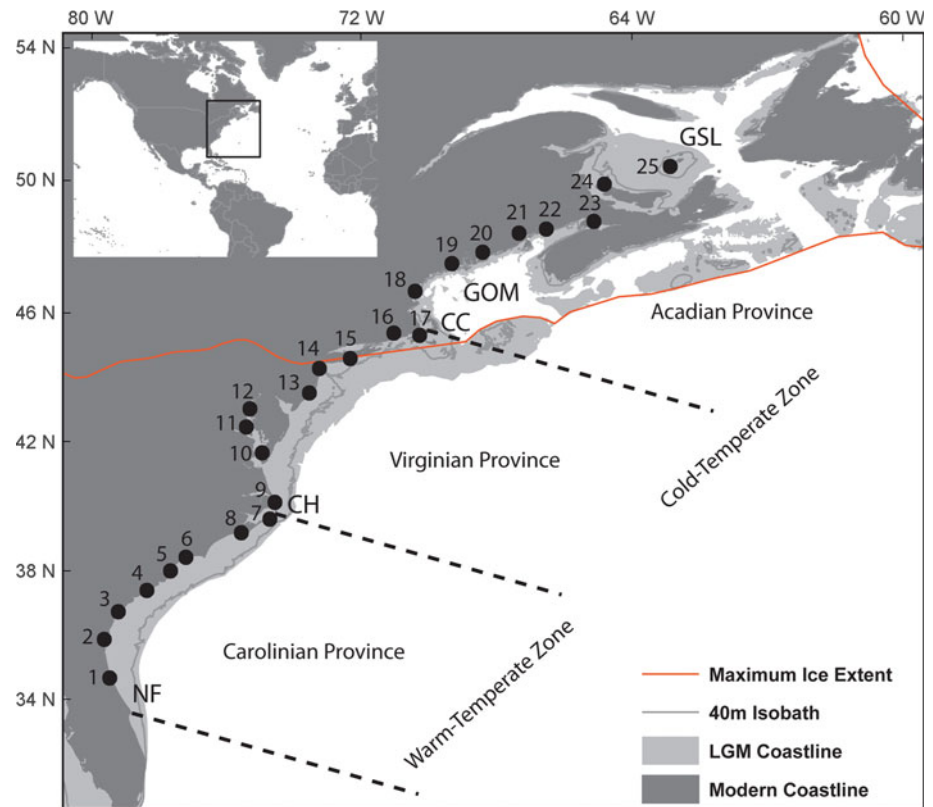 80 W
72 W
64 W
60 W
54 N
50 N
46 N
42 N
38 N
34 N
GSL
25
24
23
22
21
20
19
18
GOM
CC
17
16
15
14
13
12
11
10
9
CH
7
8
6
5
4
3
2
1
NF
Acadian Province
Cold-Temperate Zone
Virginian Province
Carolinian Province
Warm-Temperate Zone
Maximum Ice Extent
40m Isobath
LGM Coastline
Modern Coastline